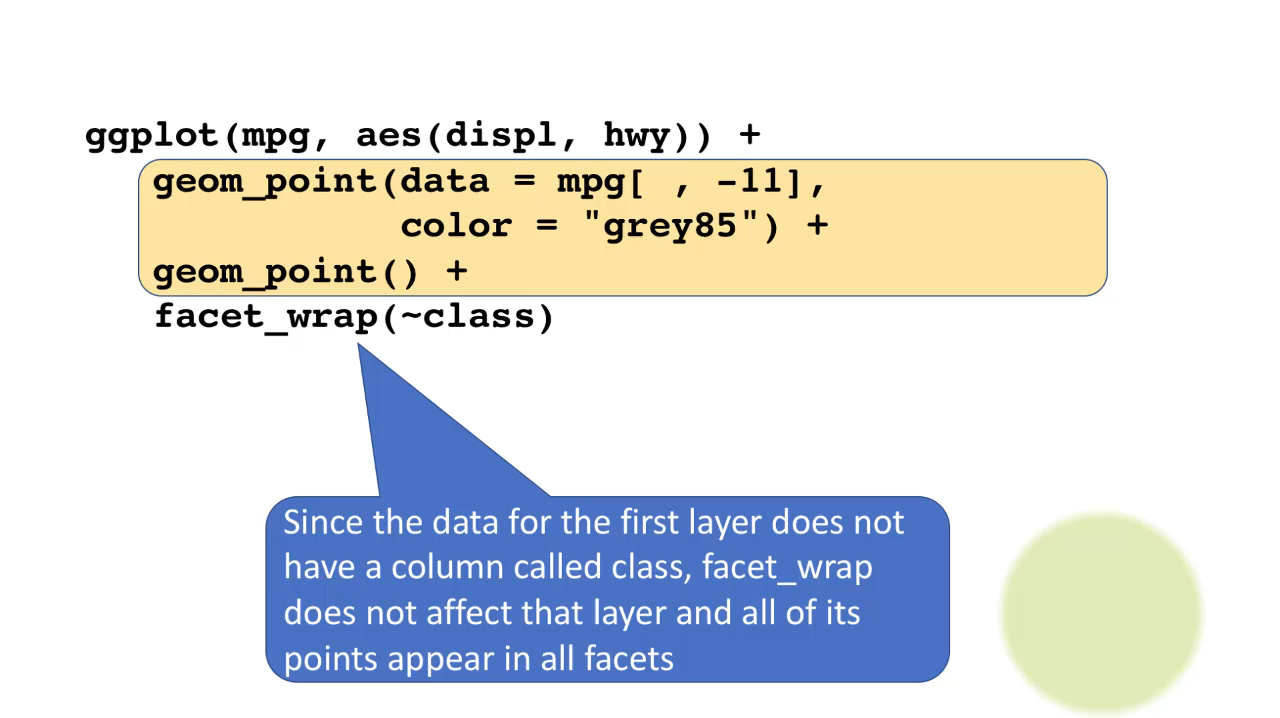 ggplot(mpg, aes(displ, hwy)) +
geom_point(data = mpg[ , -11],
color = "grey85") +
geom_point() +
facet_wrap(~class)
Since the data for the first layer does not
have a column called class, facet_wrap
does not affect that layer and all of its
points appear in all facets